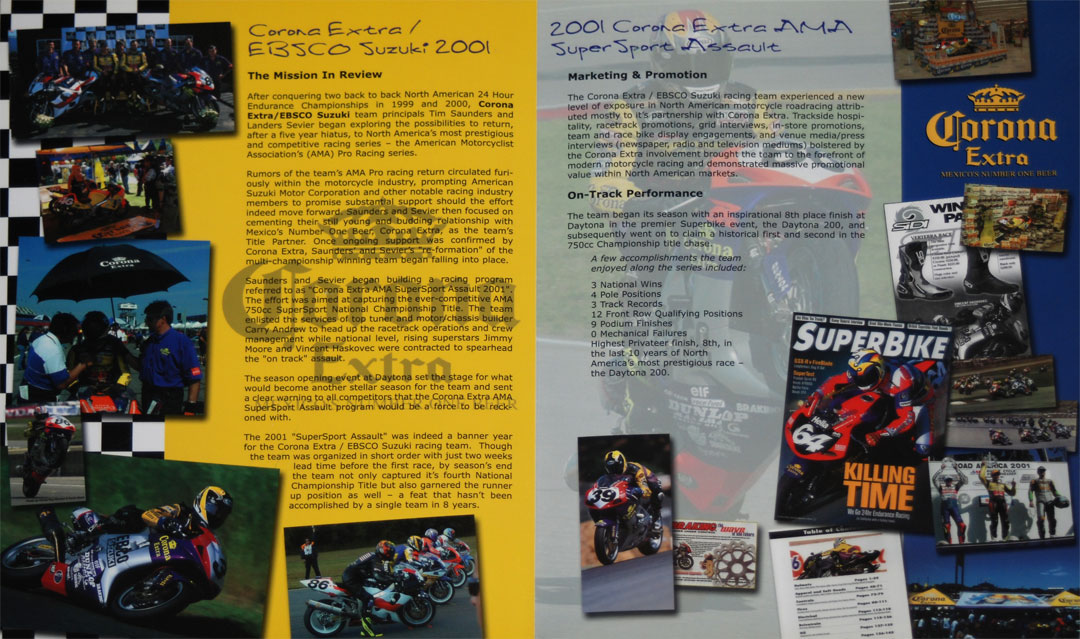 Corona Extra /
EBSCO Suzuki 2001
The Mission In Review
After conquering two back to back North American 24 Hour
Endurance Championships in 1999 and 2000, Corona
Extra/EBSCO Suzuki team principals Tim Saunders and
Landers Sevier began exploring the possibilities to return,
after a five year hiatus, to North America's most prestigious
and competitive racing series – the American Motorcyclist
Association's (AMA) Pro Racing series.
Rumors of the team's AMA Pro racing return circulated furi-
ously within the motorcycle industry, prompting American
Suzuki Motor Corporation and other notable racing industry
members to promise substantial support should the effort
indeed move forward. Saunders and Sevier then focused on
cementing their still young and budding relationship with
Mexico's Number One Beer, Corona Extra, as the team's
Title Partner. Once ongoing support was confirmed by
Corona Extra, Saunders and Sevier's "re-formation" of the
multi-championship winning team began falling into place.
Saunders and Sevier began building a racing program
referred to as "Corona Extra AMA SuperSport Assault 2001".
The effort was aimed at capturing the ever-competitive AMA
750cc SuperSport National Championship Title. The team
enlisted the services of top tuner and motor/chassis builder
Carry Andrew to head up the racetrack operations and crew
management while national level, rising superstars Jimmy
Moore and Vincent Haskovec were contracted to spearhead
the "on track" assault.
The season opening event at Daytona set the stage for what
would become another stellar season for the team and sent
a clear warning to all competitors that the Corona Extra AMA
SuperSport Assault program would be a force to be reck-
oned with.
The 2001 "SuperSport Assault" was indeed a banner year
for the Corona Extra / EBSCO Suzuki racing team. Though
the team was organized in short order with just two weeks
lead time before the first race, by season's end
the team not only captured it's fourth National
Championship Title but also garnered the runner
up position as well – a feat that hasn't been
accomplished by a single team in 8 years.
Corona
Extra
Corona
Extra
Corona
Extra
EBSCO
SUZUKI
DUNLOP
86
2001 Corona Extra AMA
SuperSport Assault
Marketing & Promotion
The Corona Extra / EBSCO Suzuki racing team experienced a new
level of exposure in North American motorcycle roadracing attrib-
uted mostly to it's partnership with Corona Extra. Trackside hospi-
tality, racetrack promotions, grid interviews, in-store promotions,
team and race bike display engagements, and venue media/press
interviews (newspaper, radio and television mediums) bolstered by
the Corona Extra involvement brought the team to the forefront of
modern motorcycle racing and demonstrated massive promotional
value within North American markets.
On-Track Performance
The team began its season with an inspirational 8th place finish at
Daytona in the premier Superbike event, the Daytona 200, and
subsequently went on to claim a historical first and second in the
750cc Championship title chase.
A few accomplishments the team
enjoyed along the series included:
3 National Wins
4 Pole Positions
3 Track Records
12 Front Row Qualifying Positions
9 Podium Finishes
0 Mechanical Failures
Highest Privateer finish, 8th, in
the last 10 years of North
America's most prestigious race –
the Daytona 200.
elf
DUNLOP
39
Corona
Extra
MEXICO'S NUMBER ONE BEER
SUPERBIKE
64
KILLING
TIME
We Go 24hr Endurance Racing
ROAD AMERICA 2001
Corona